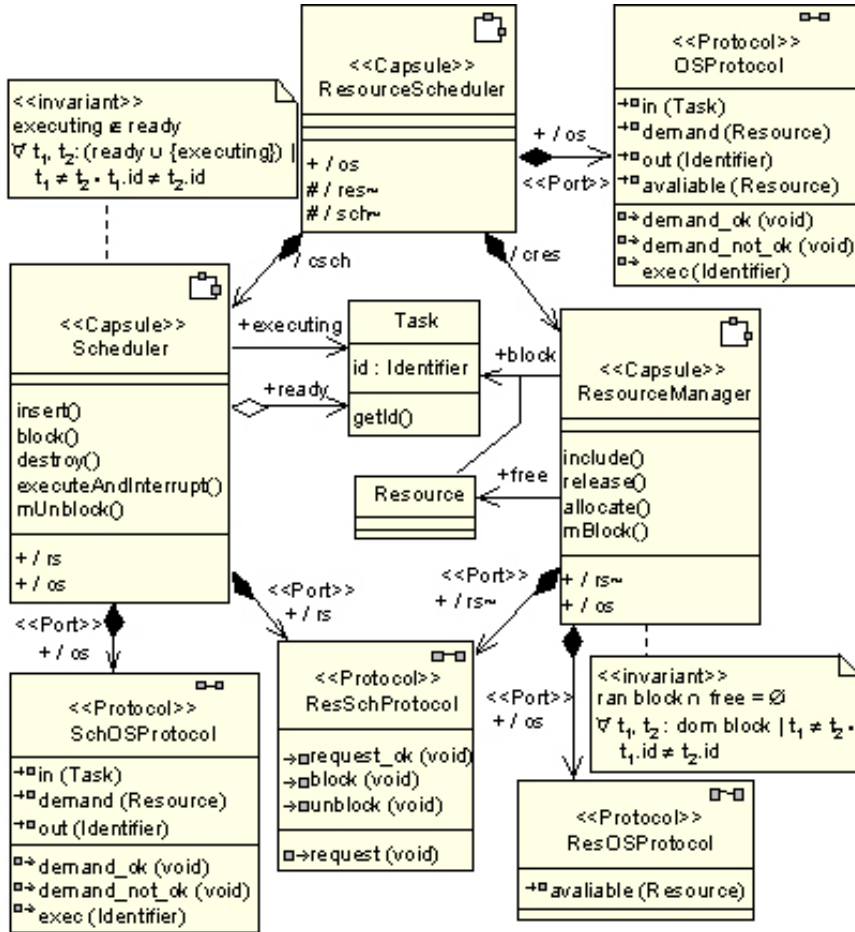 <<Capsule>>
ResourceScheduler
+ / os
# / res~
# / sch~
<<Protocol>>
OSProtocol
in (Task)
demand (Resource)
out (Identifier)
avaliable (Resource)
demand_ok (void)
demand_not_ok (void)
exec (Identifier)
+ / os
<<Port>>
<<invariant>>
executing ∉ ready
∀ t₁, t₂: (ready ∪ {executing}) |
t₁ ≠ t₂ • t₁.id ≠ t₂.id
/ csch
/ cres
<<Capsule>>
Scheduler
insert()
block()
destroy()
executeAndInterrupt()
mUnblock()
+ / rs
+ / os
+executing
+ready
Task
id : Identifier
getId()
+block
+free
Resource
<<Capsule>>
ResourceManager
include()
release()
allocate()
mBlock()
+ / rs~
+ / os
<<Port>>
+ / os
<<Port>>
+ / rs
<<Port>>
+ / rs~
<<Port>>
+ / os
<<Protocol>>
SchOSProtocol
in (Task)
demand (Resource)
out (Identifier)
demand_ok (void)
demand_not_ok (void)
exec (Identifier)
<<Protocol>>
ResSchProtocol
request_ok (void)
block (void)
unblock (void)
request (void)
<<invariant>>
ran block ∩ free = Ø
∀ t₁, t₂ : dom block | t₁ ≠ t₂ •
t₁.id ≠ t₂.id
<<Protocol>>
ResOSProtocol
avaliable (Resource)